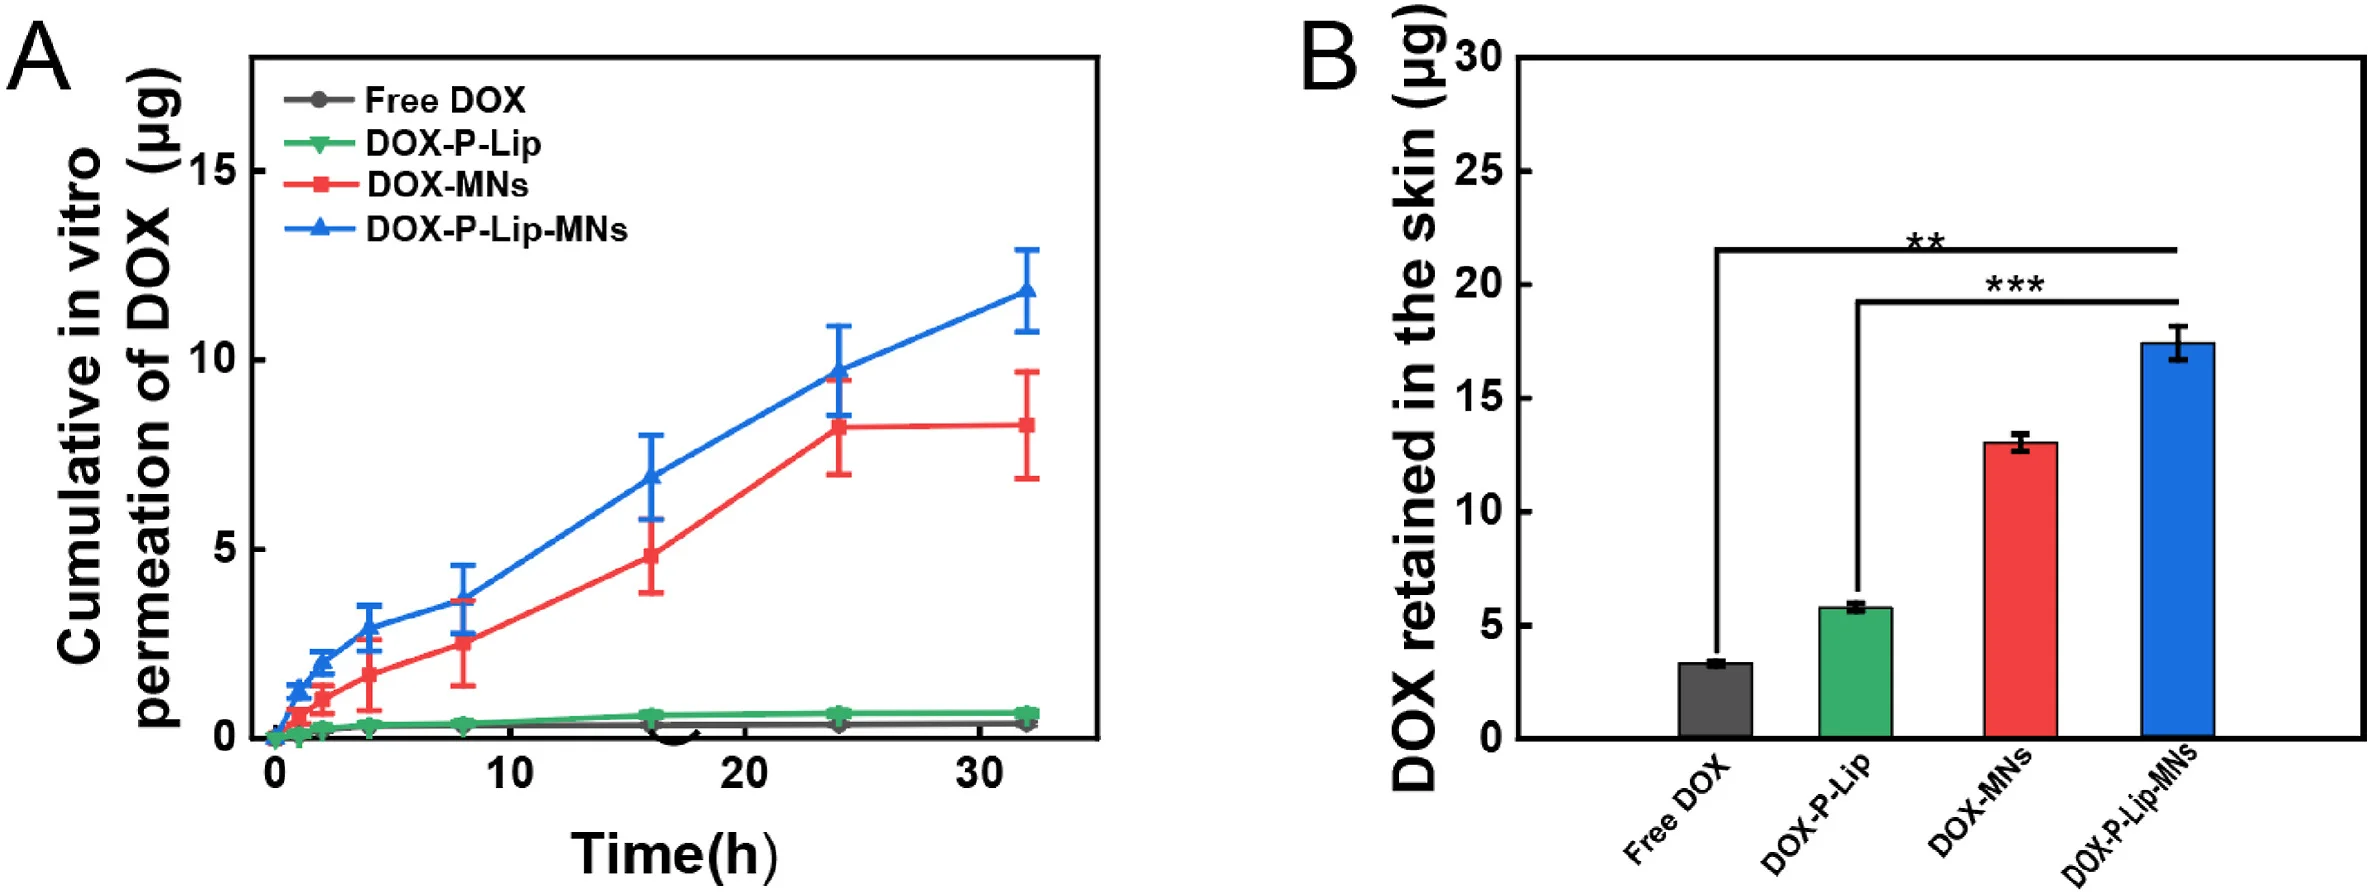 A
Cumulative in vitro
permeation of DOX (μg)
15
10
5
0
Free DOX
DOX-P-Lip
DOX-MNs
DOX-P-Lip-MNs
0 10 20 30
Time(h)
B
DOX retained in the skin (μg)
30
25
20
15
10
5
0
**
***
Free DOX
DOX-P-Lip
DOX-MNs
DOX-P-Lip-MNs